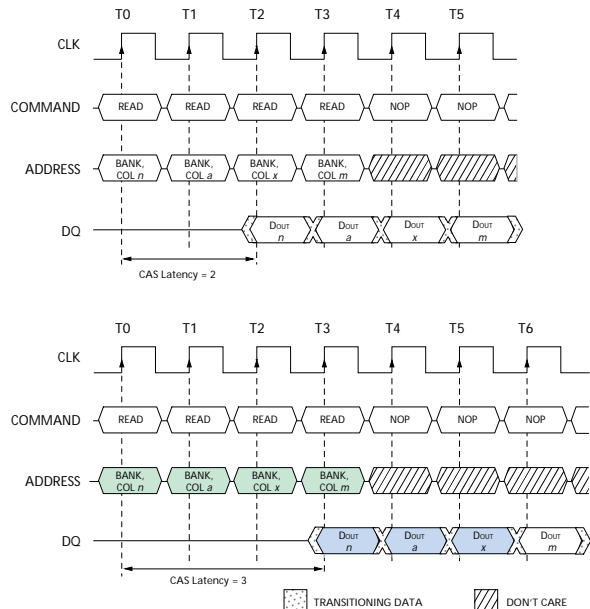 T0 T1 T2 T3 T4 T5
CLK
COMMAND READ READ READ READ NOP NOP
ADDRESS BANK, COL n BANK, COL a BANK, COL x BANK, COL m
DQ DOUT n DOUT a DOUT x DOUT m
CAS Latency = 2
T0 T1 T2 T3 T4 T5 T6
CLK
COMMAND READ READ READ READ NOP NOP NOP
ADDRESS BANK, COL n BANK, COL a BANK, COL x BANK, COL m
DQ DOUT n DOUT a DOUT x DOUT m
CAS Latency = 3
TRANSITIONING DATA DON'T CARE